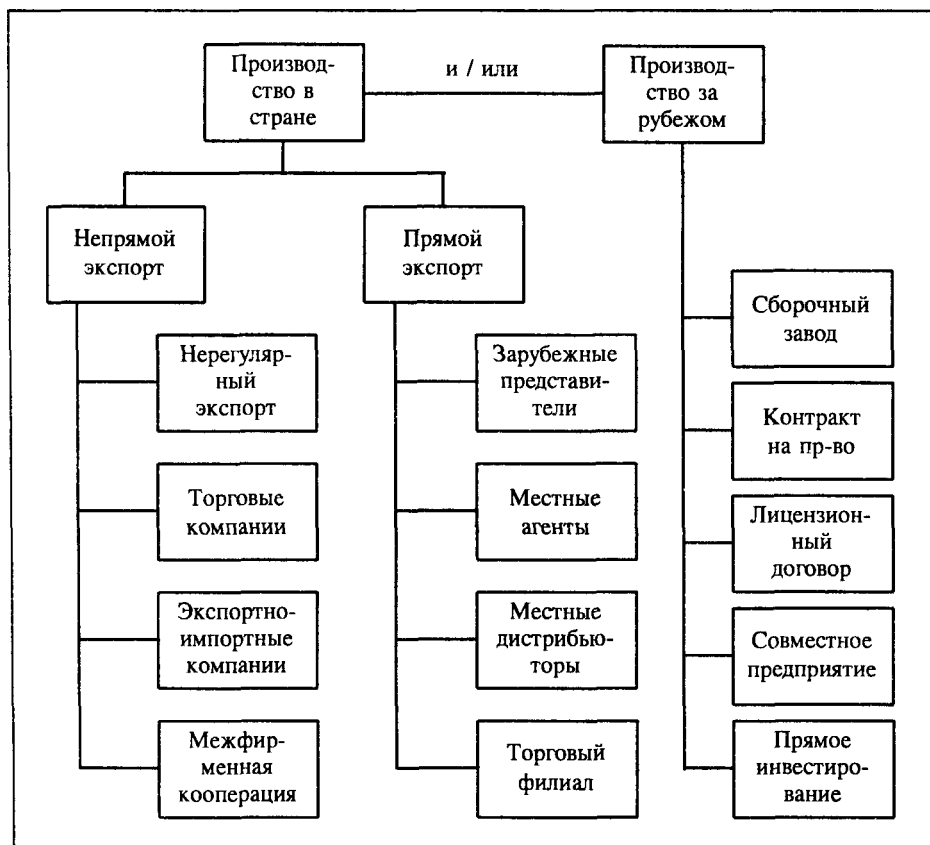 Производ-
ство в
стране
и / или
Производ-
ство за
рубежом
Непрямой
экспорт
Прямой
экспорт
Нерегуляр-
ный
экспорт
Торговые
компании
Экспортно-
импортные
компании
Межфир-
менная
кооперация
Зарубежные
представи-
тели
Местные
агенты
Местные
дистрибью-
торы
Торговый
филиал
Сборочный
завод
Контракт
на пр-во
Лицензион-
ный
договор
Совместное
предприятие
Прямое
инвестиро-
вание